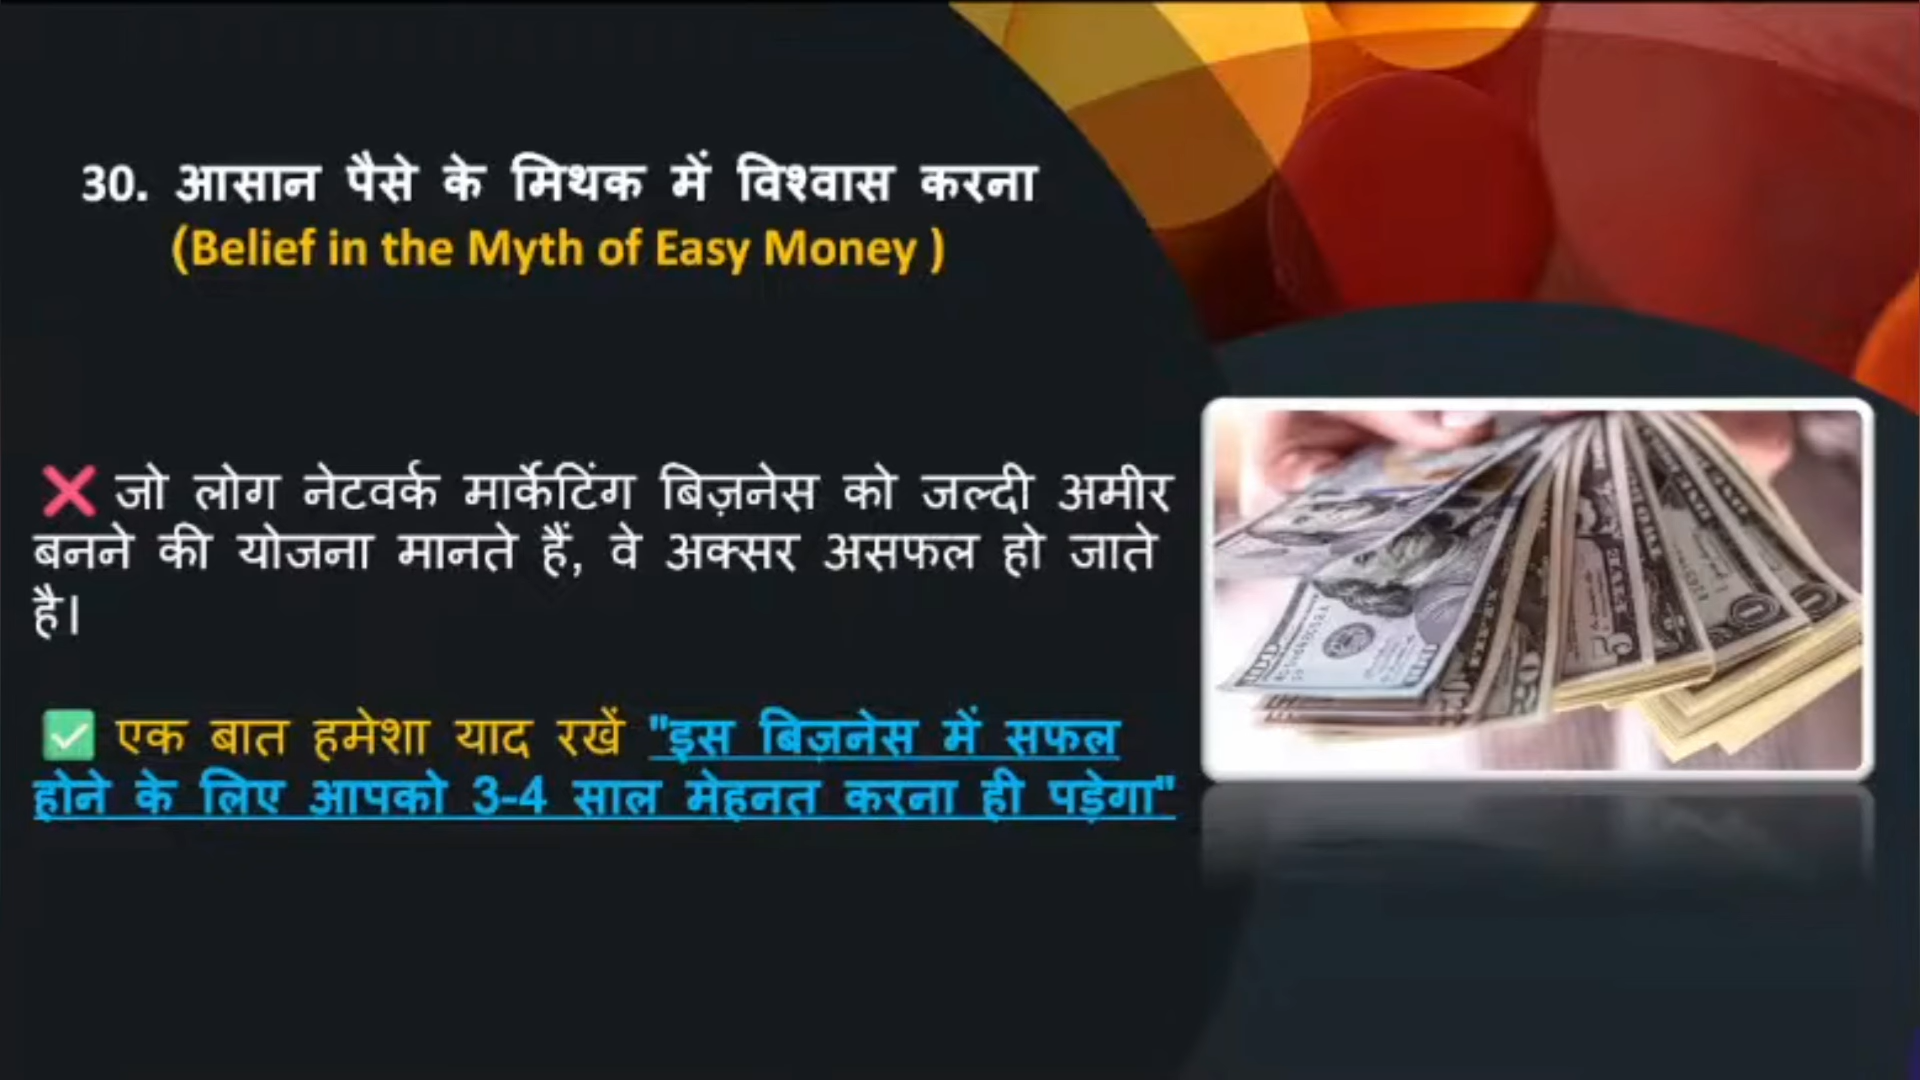 30. आसान पैसे के मिथक में विश्वास करना
(Belief in the Myth of Easy Money )
❌ जो लोग नेटवर्क मार्केटिंग बिज़नेस को जल्दी अमीर
बनने की योजना मानते हैं, वे अक्सर असफल हो जाते
है।
✅ एक बात हमेशा याद रखें "इस बिज़नेस में सफल
होने के लिए आपको 3-4 साल मेहनत करना ही पड़ेगा"